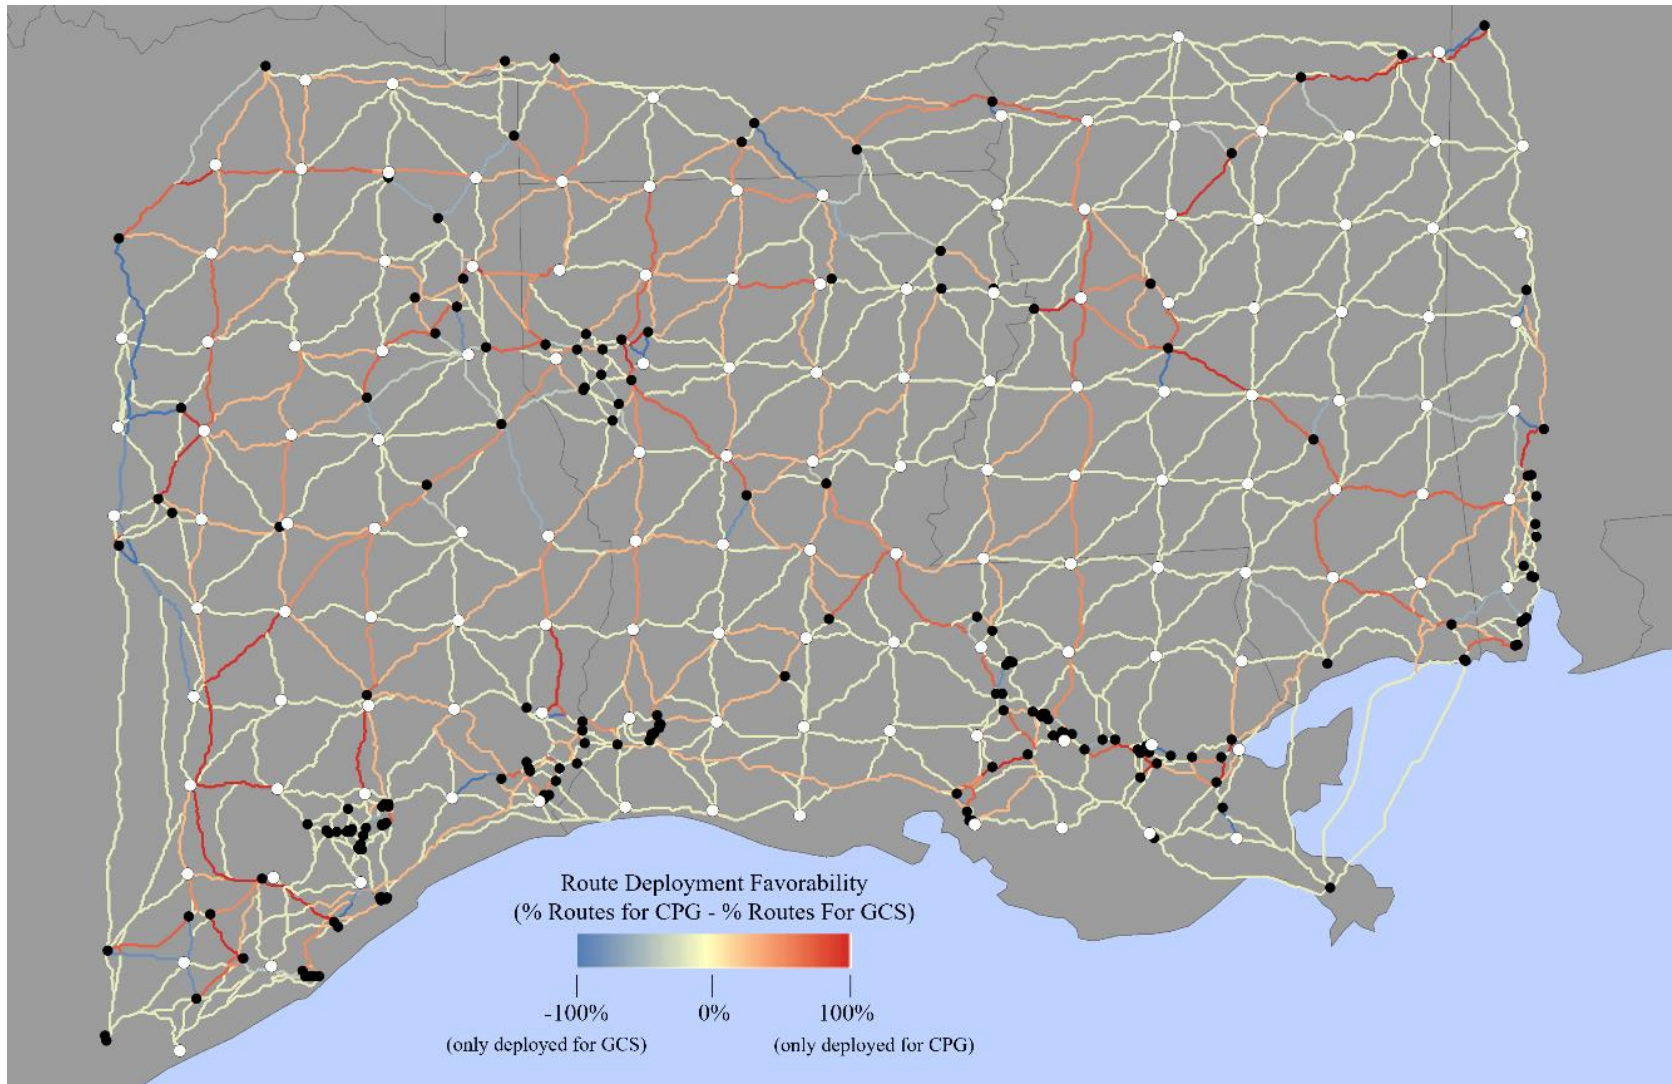 Route Deployment Favorability
(% Routes for CPG - % Routes For GCS)
-100%
0%
100%
(only deployed for GCS)
(only deployed for CPG)